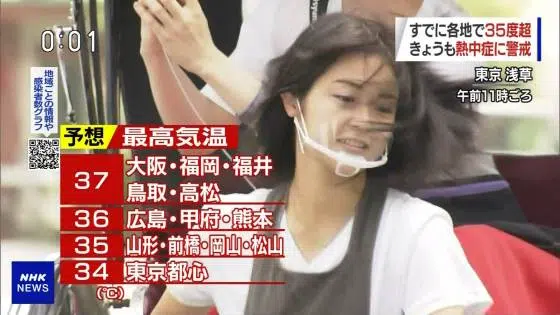 0:01
すでに各地で35度超
きょうも熱中症に警戒
東京 浅草
午前11時ごろ
地域ごとの情報や
感染者数グラフ
予想 最高気温
37 大阪・福岡・福井
鳥取・高松
36 広島・甲府・熊本
35 山形・前橋・岡山・松山
34 東京都心
(℃)
NHK
NEWS